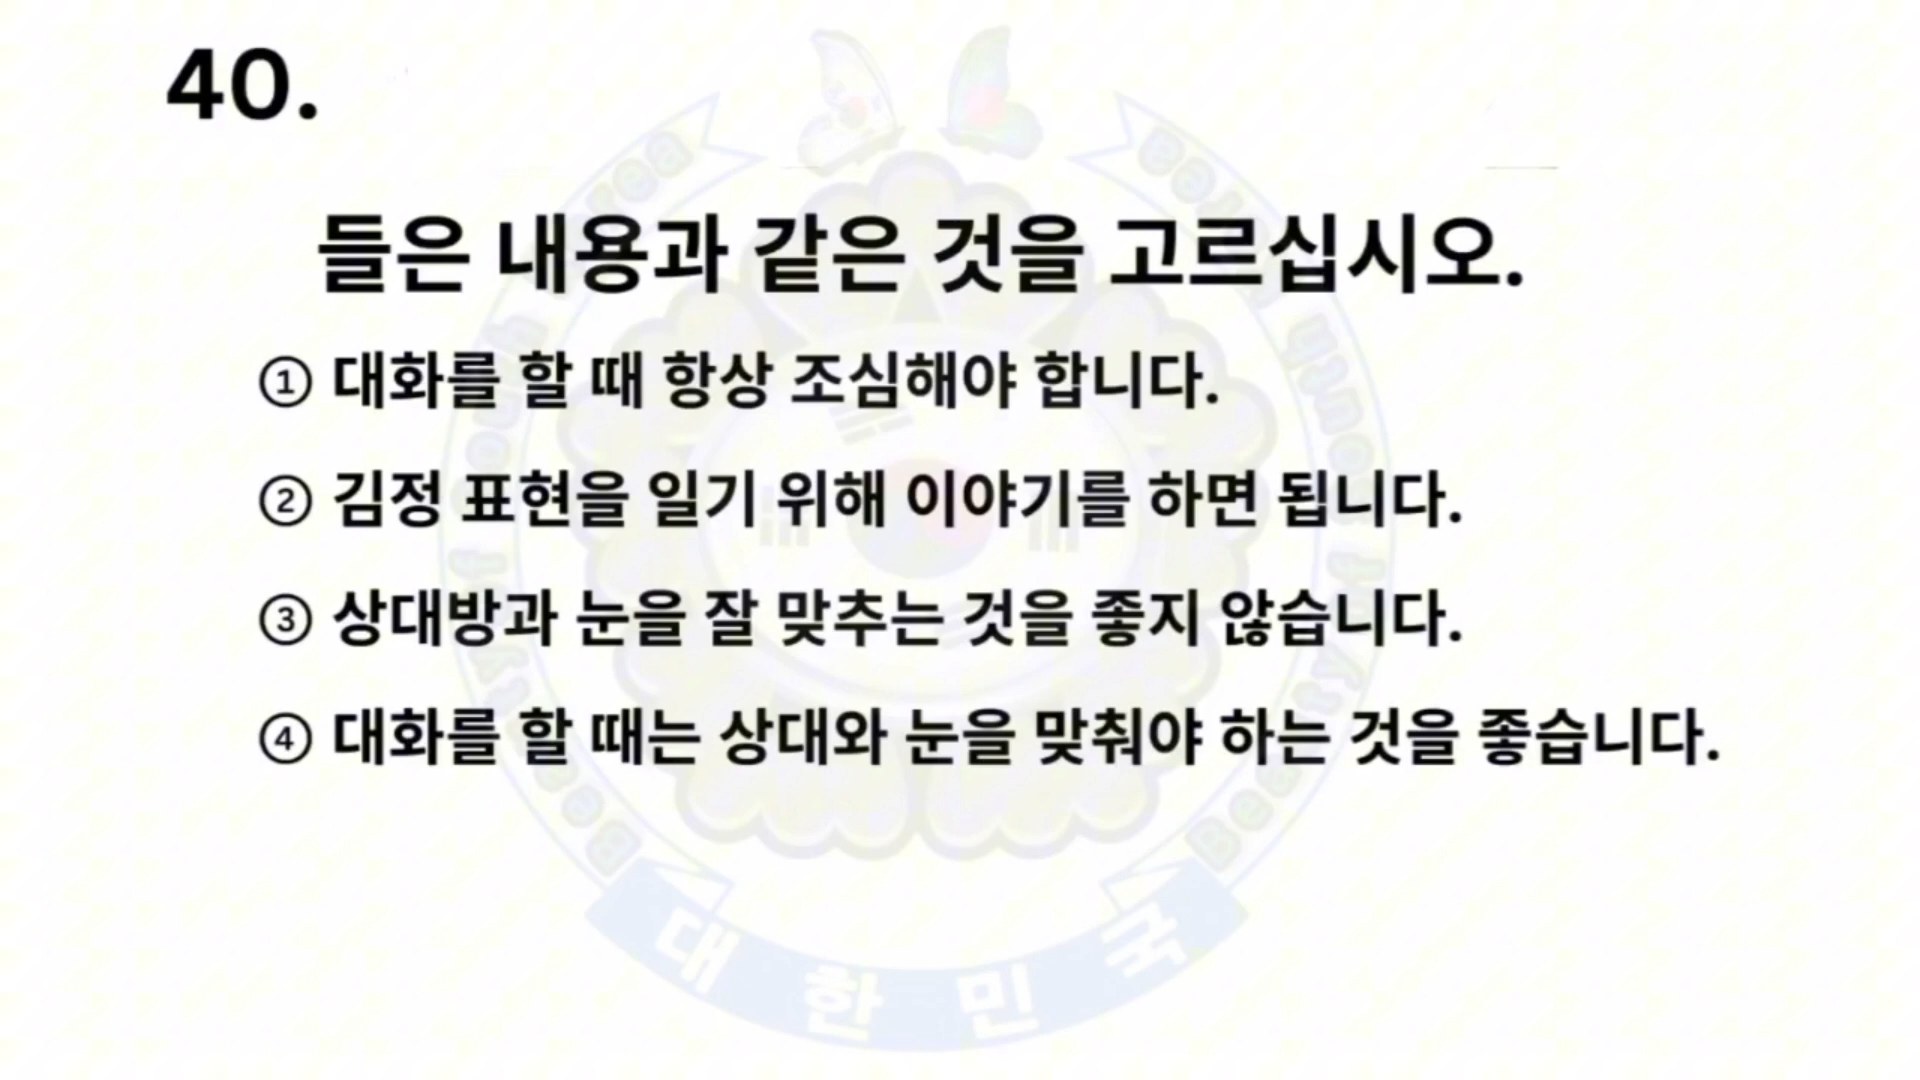 40.
들은 내용과 같은 것을 고르십시오.
① 대화를 할 때 항상 조심해야 합니다.
② 김정 표현을 일기 위해 이야기를 하면 됩니다.
③ 상대방과 눈을 잘 맞추는 것을 좋지 않습니다.
④ 대화를 할 때는 상대와 눈을 맞춰야 하는 것을 좋습니다.
대 한 민 국